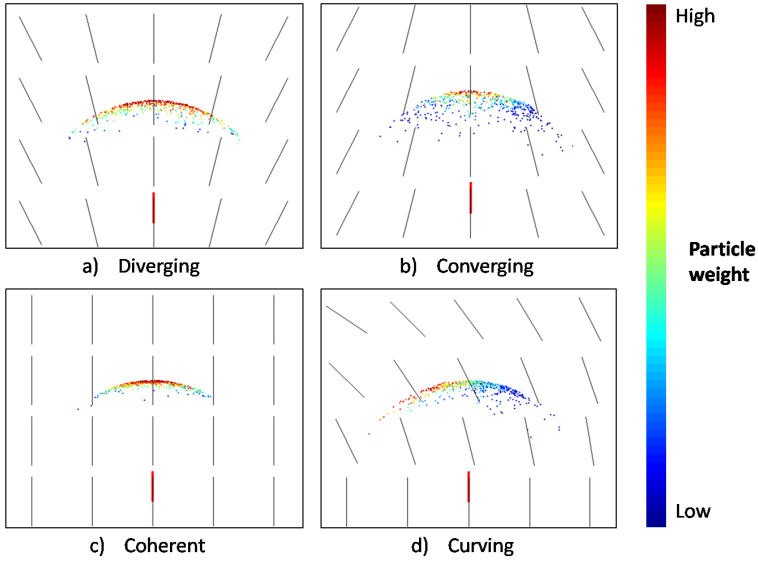 High
a) Diverging
b) Converging
Particle
weight
Low
c) Coherent
d) Curving